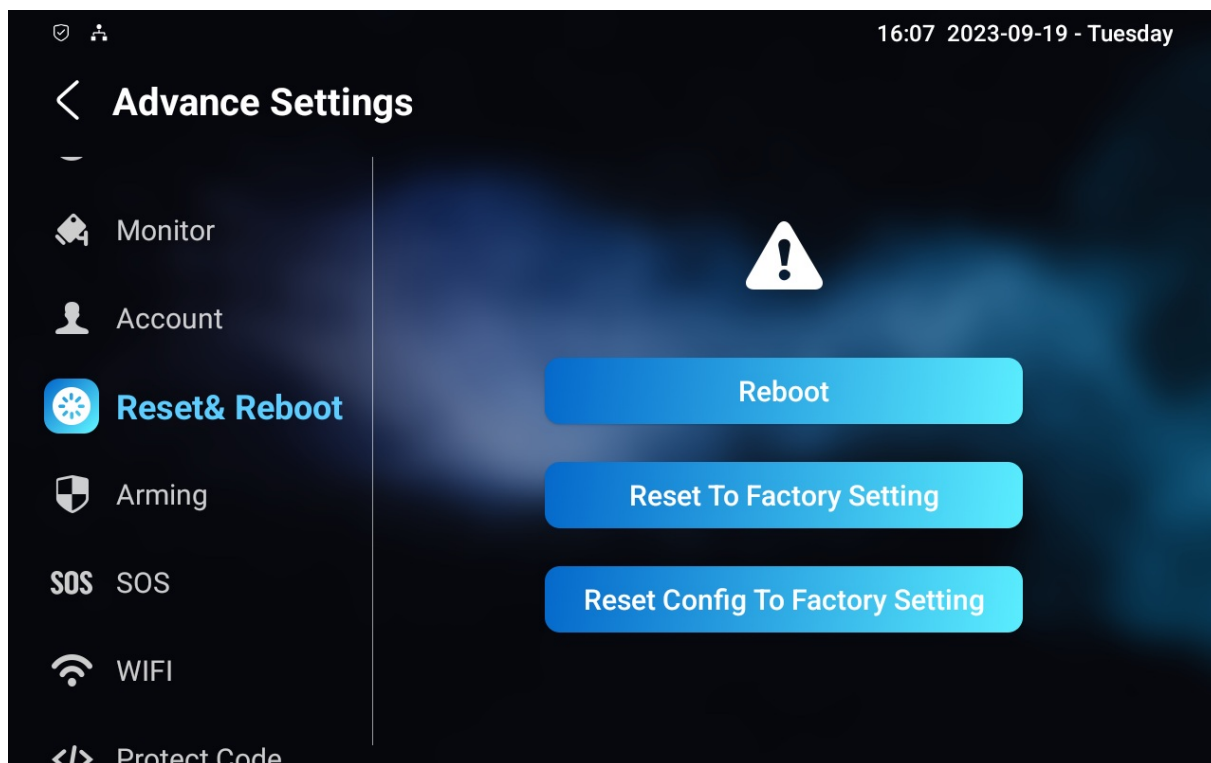 16:07 2023-09-19 - Tuesday
Advance Settings
Monitor
Account
Reset& Reboot
Arming
SOS SOS
WIFI
Protect Code
Reboot
Reset To Factory Setting
Reset Config To Factory Setting